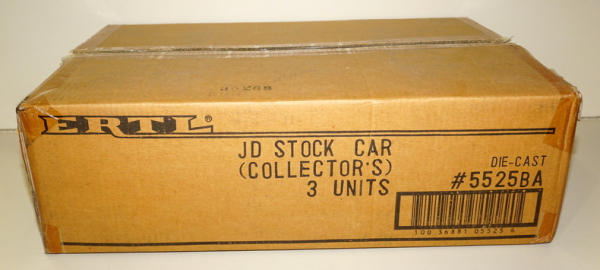 ERTL®
JD STOCK CAR
(COLLECTOR'S)
3 UNITS
DIE-CAST
#5525BA
100 36881 05525 6